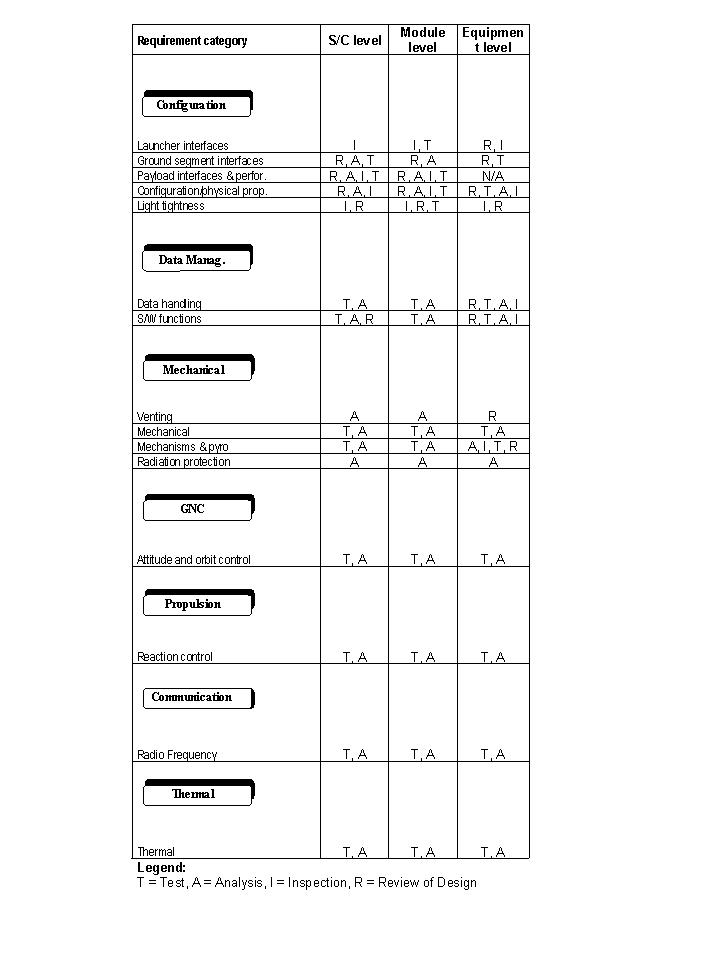 Requirement category S/C level Module level Equipmen t level
Configuration
Launcher interfaces I I, T R, I
Ground segment interfaces R, A, T R, A R, T
Payload interfaces & perfor. R, A, I, T R, A, I, T N/A
Configuration/physical prop. R, A, I R, A, I, T R, T, A, I
Light tightness I, R I, R, T I, R
Data Manag.
Data handling T, A T, A R, T, A, I
S/W functions T, A, R T, A R, T, A, I
Mechanical
Venting A A R
Mechanical T, A T, A T, A
Mechanisms & pyro T, A T, A A, I, T, R
Radiation protection A A A
GNC
Attitude and orbit control T, A T, A T, A
Propulsion
Reaction control T, A T, A T, A
Communication
Radio Frequency T, A T, A T, A
Thermal
Thermal T, A T, A T, A
Legend:
T = Test, A = Analysis, I = Inspection, R = Review of Design